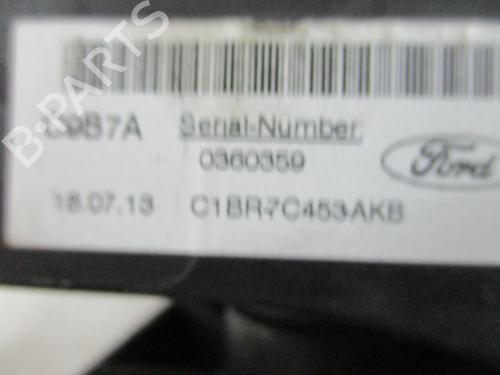 Serial-Number:
0360359
Ford
18.07.13 C1BR7C453AKB
B-PARTS